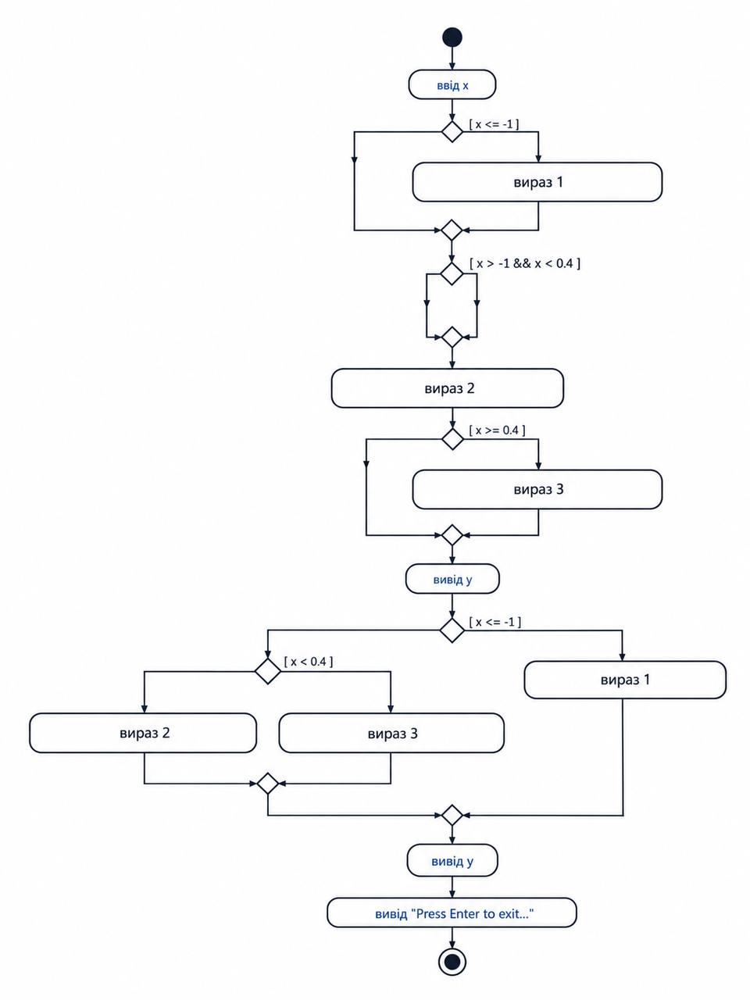 ввід x
[ x <= -1 ]
вираз 1
[ x > -1 && x < 0.4 ]
вираз 2
[ x >= 0.4 ]
вираз 3
вивід y
[ x <= -1 ]
[ x < 0.4 ]
вираз 1
вираз 2
вираз 3
вивід y
вивід "Press Enter to exit..."